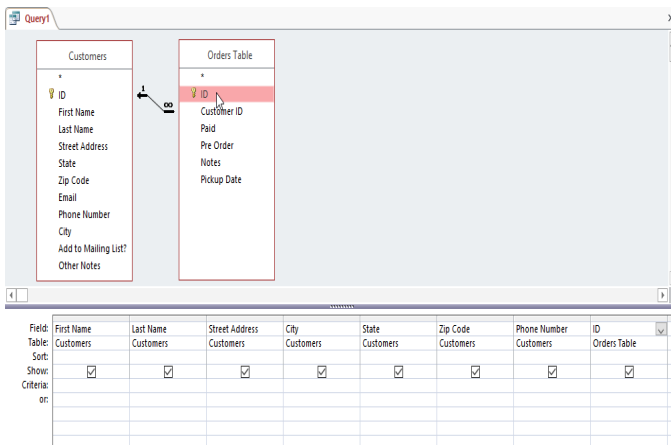 Query1
Customers
*
ID
First Name
Last Name
Street Address
State
Zip Code
Email
Phone Number
City
Add to Mailing List?
Other Notes
1
∞
Orders Table
*
ID
Customer ID
Paid
Pre Order
Notes
Pickup Date
Field: First Name Last Name Street Address City State Zip Code Phone Number ID
Table: Customers Customers Customers Customers Customers Customers Customers Orders Table
Sort:
Show:
Criteria:
or: